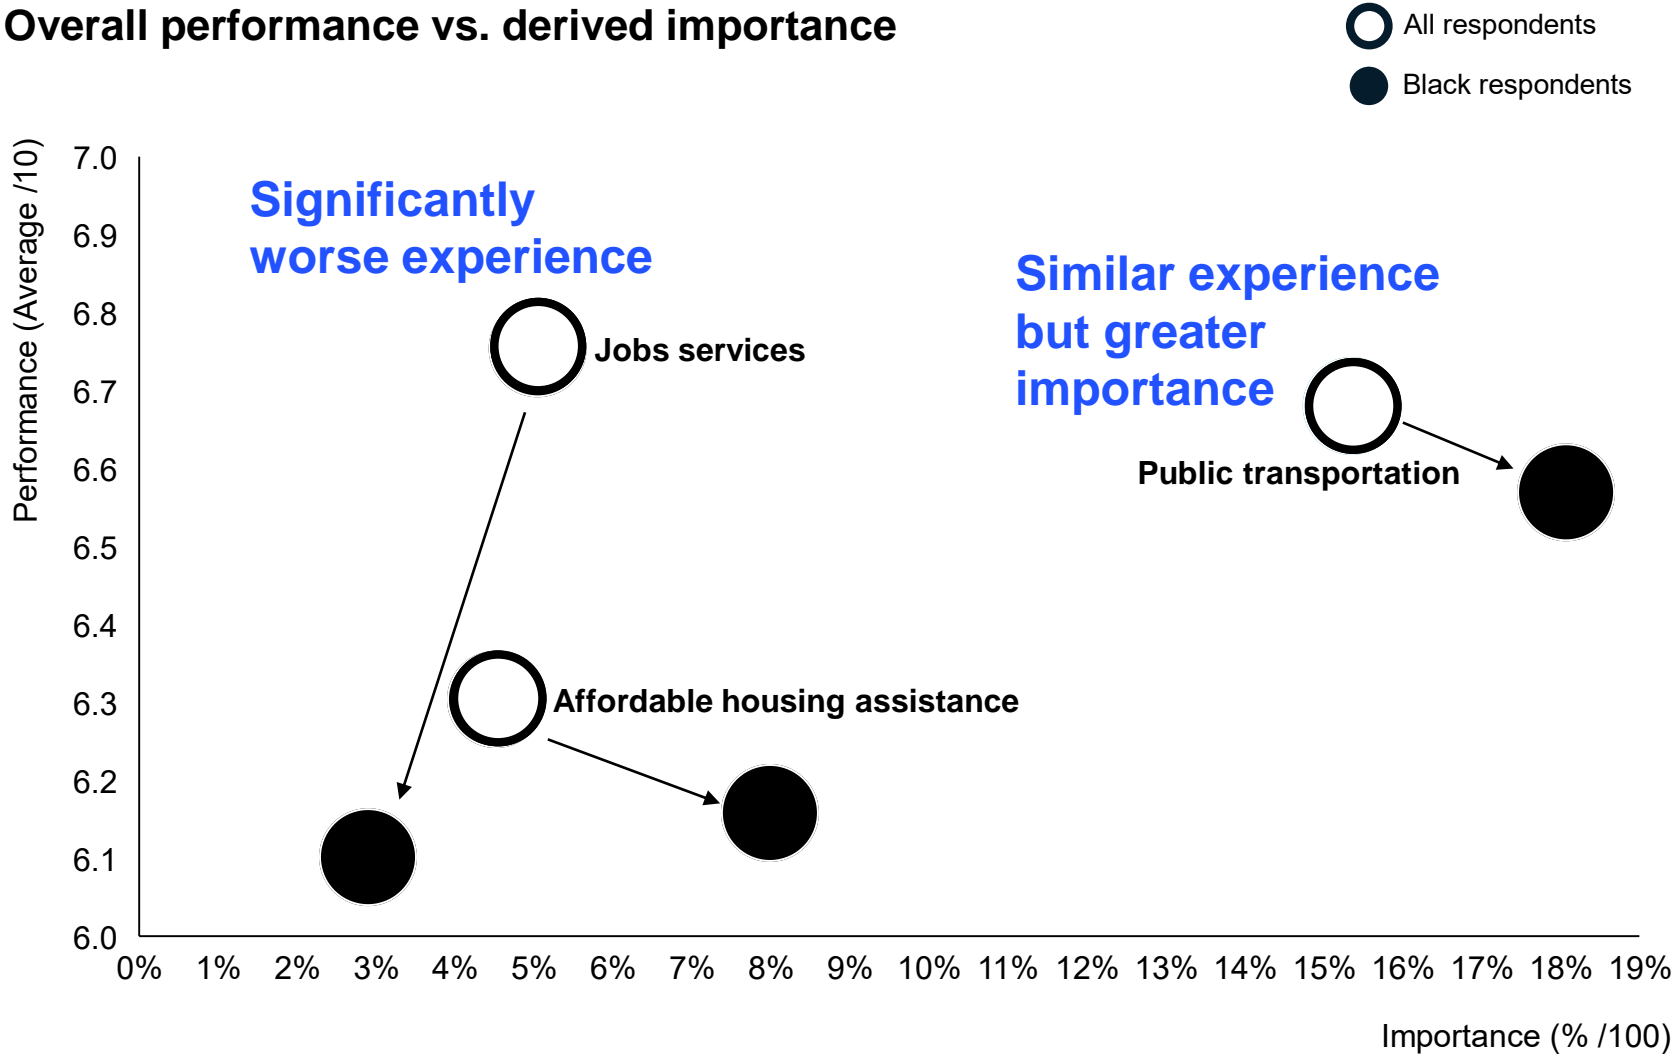 Overall performance vs. derived importance
All respondents
Black respondents
Performance (Average /10)
7.0
6.9
6.8
6.7
6.6
6.5
6.4
6.3
6.2
6.1
6.0
Significantly
worse experience
Jobs services
Similar experience
but greater
importance
Public transportation
Affordable housing assistance
0% 1% 2% 3% 4% 5% 6% 7% 8% 9% 10% 11% 12% 13% 14% 15% 16% 17% 18% 19%
Importance (% /100)